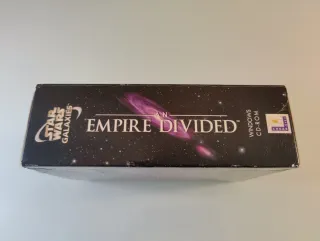 STAR
WARS
GALAXIES
AN
EMPIRE DIVIDED
WINDOWS
CD-ROM